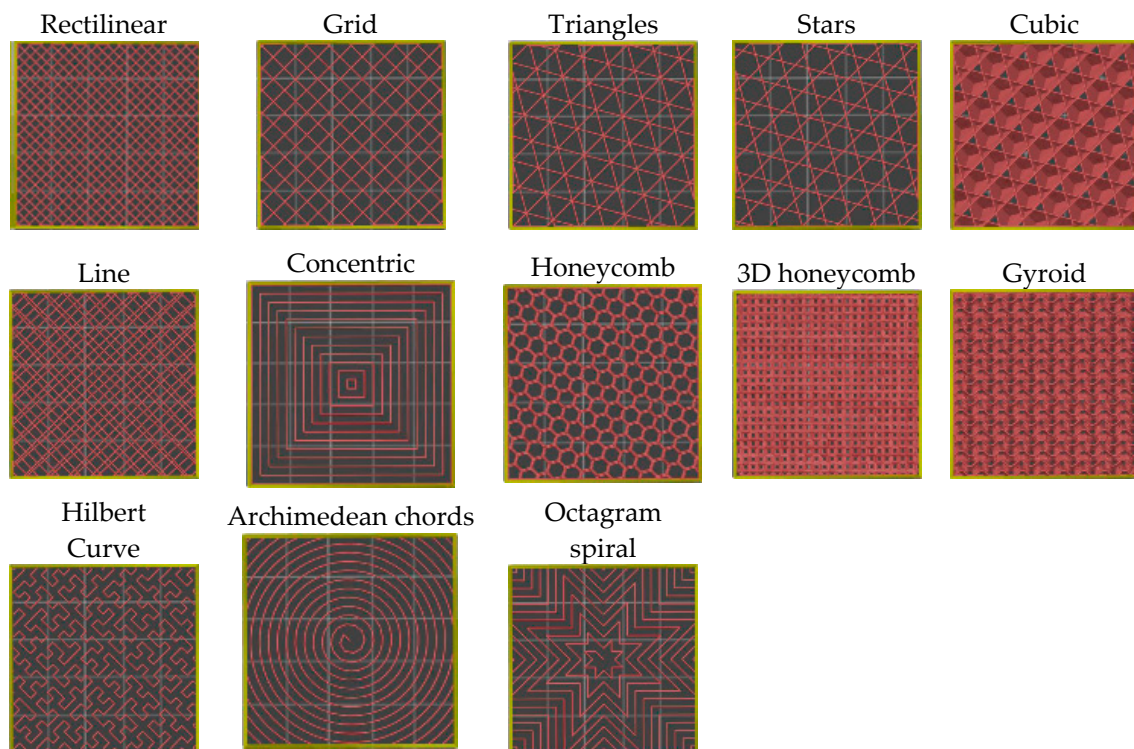 Rectilinear
Grid
Triangles
Stars
Cubic
Line
Concentric
Honeycomb
3D honeycomb
Gyroid
Hilbert
Curve
Archimedean chords
Octagram
spiral